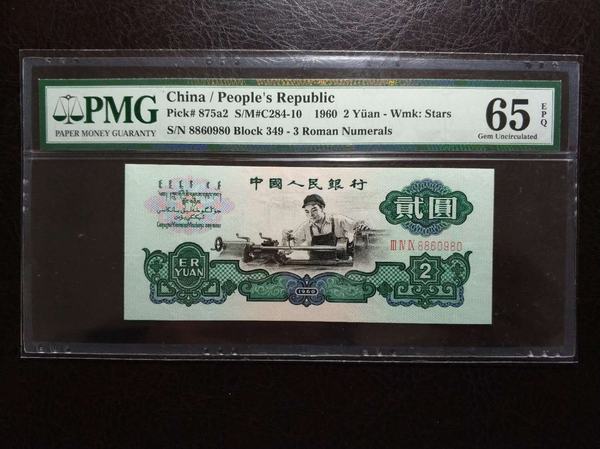 PMG
PAPER MONEY GUARANTY
China / People's Republic
Pick# 875a2 S/M#C284-10 1960 2 Yüan - Wmk: Stars
S/N 8860980 Block 349 - 3 Roman Numerals
65 EPQ
Gem Uncirculated
中國人民銀行
貳圓
III IV IX 8860980
ER
YUAN
2
1960